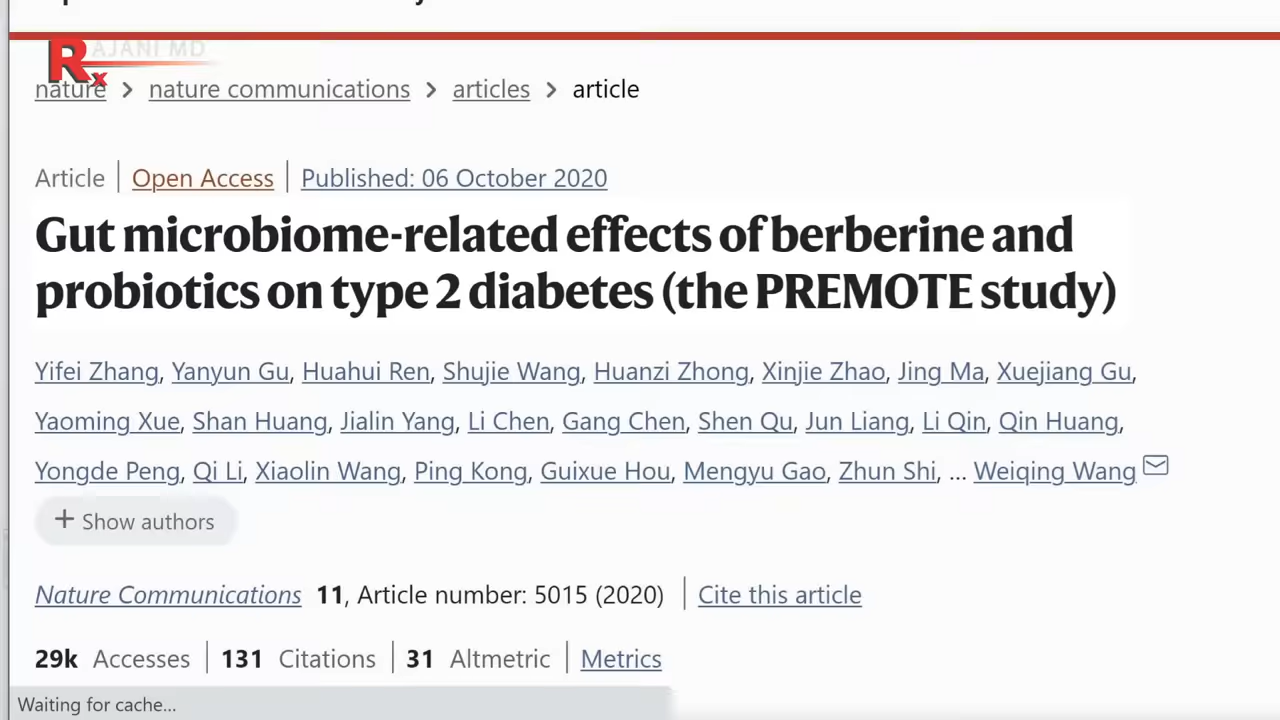 RX AJANI MD
nature > nature communications > articles > article
Article | Open Access | Published: 06 October 2020
Gut microbiome-related effects of berberine and
probiotics on type 2 diabetes (the PREMOTE study)
Yifei Zhang, Yanyun Gu, Huahui Ren, Shujie Wang, Huanzi Zhong, Xinjie Zhao, Jing Ma, Xuejiang Gu,
Yaoming Xue, Shan Huang, Jialin Yang, Li Chen, Gang Chen, Shen Qu, Jun Liang, Li Qin, Qin Huang,
Yongde Peng, Qi Li, Xiaolin Wang, Ping Kong, Guixue Hou, Mengyu Gao, Zhun Shi, … Weiqing Wang
+ Show authors
Nature Communications 11, Article number: 5015 (2020) | Cite this article
29k Accesses | 131 Citations | 31 Altmetric | Metrics
Waiting for cache...